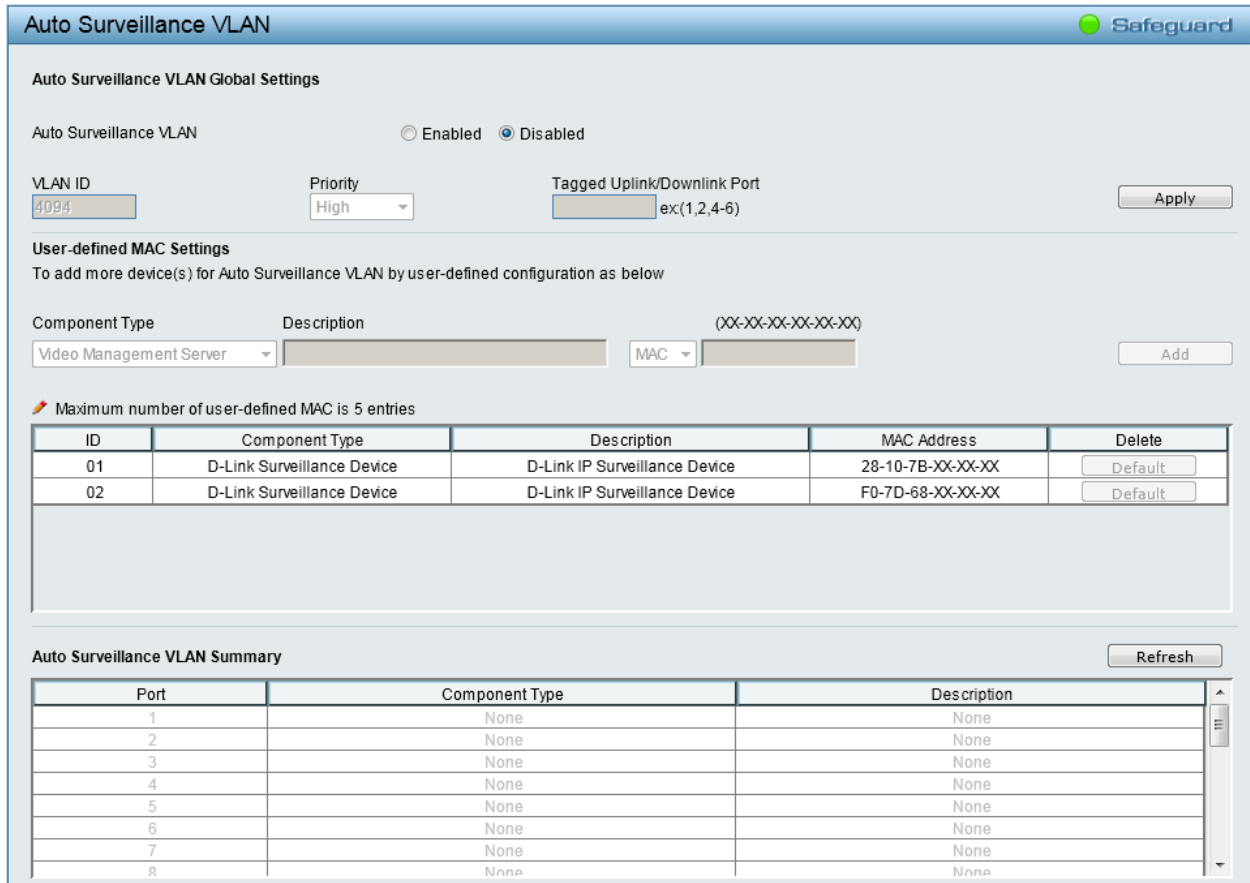 Auto Surveillance VLAN Safeguard
Auto Surveillance VLAN Global Settings
Auto Surveillance VLAN Enabled Disabled
VLAN ID Priority Tagged Uplink/Downlink Port
4094 High ex:(1,2,4-6) Apply
User-defined MAC Settings
To add more device(s) for Auto Surveillance VLAN by user-defined configuration as below
Component Type Description (XX-XX-XX-XX-XX-XX)
Video Management Server MAC Add
Maximum number of user-defined MAC is 5 entries
ID Component Type Description MAC Address Delete
01 D-Link Surveillance Device D-Link IP Surveillance Device 28-10-7B-XX-XX-XX Default
02 D-Link Surveillance Device D-Link IP Surveillance Device F0-7D-68-XX-XX-XX Default
Auto Surveillance VLAN Summary Refresh
Port Component Type Description
1 None None
2 None None
3 None None
4 None None
5 None None
6 None None
7 None None
8 None None